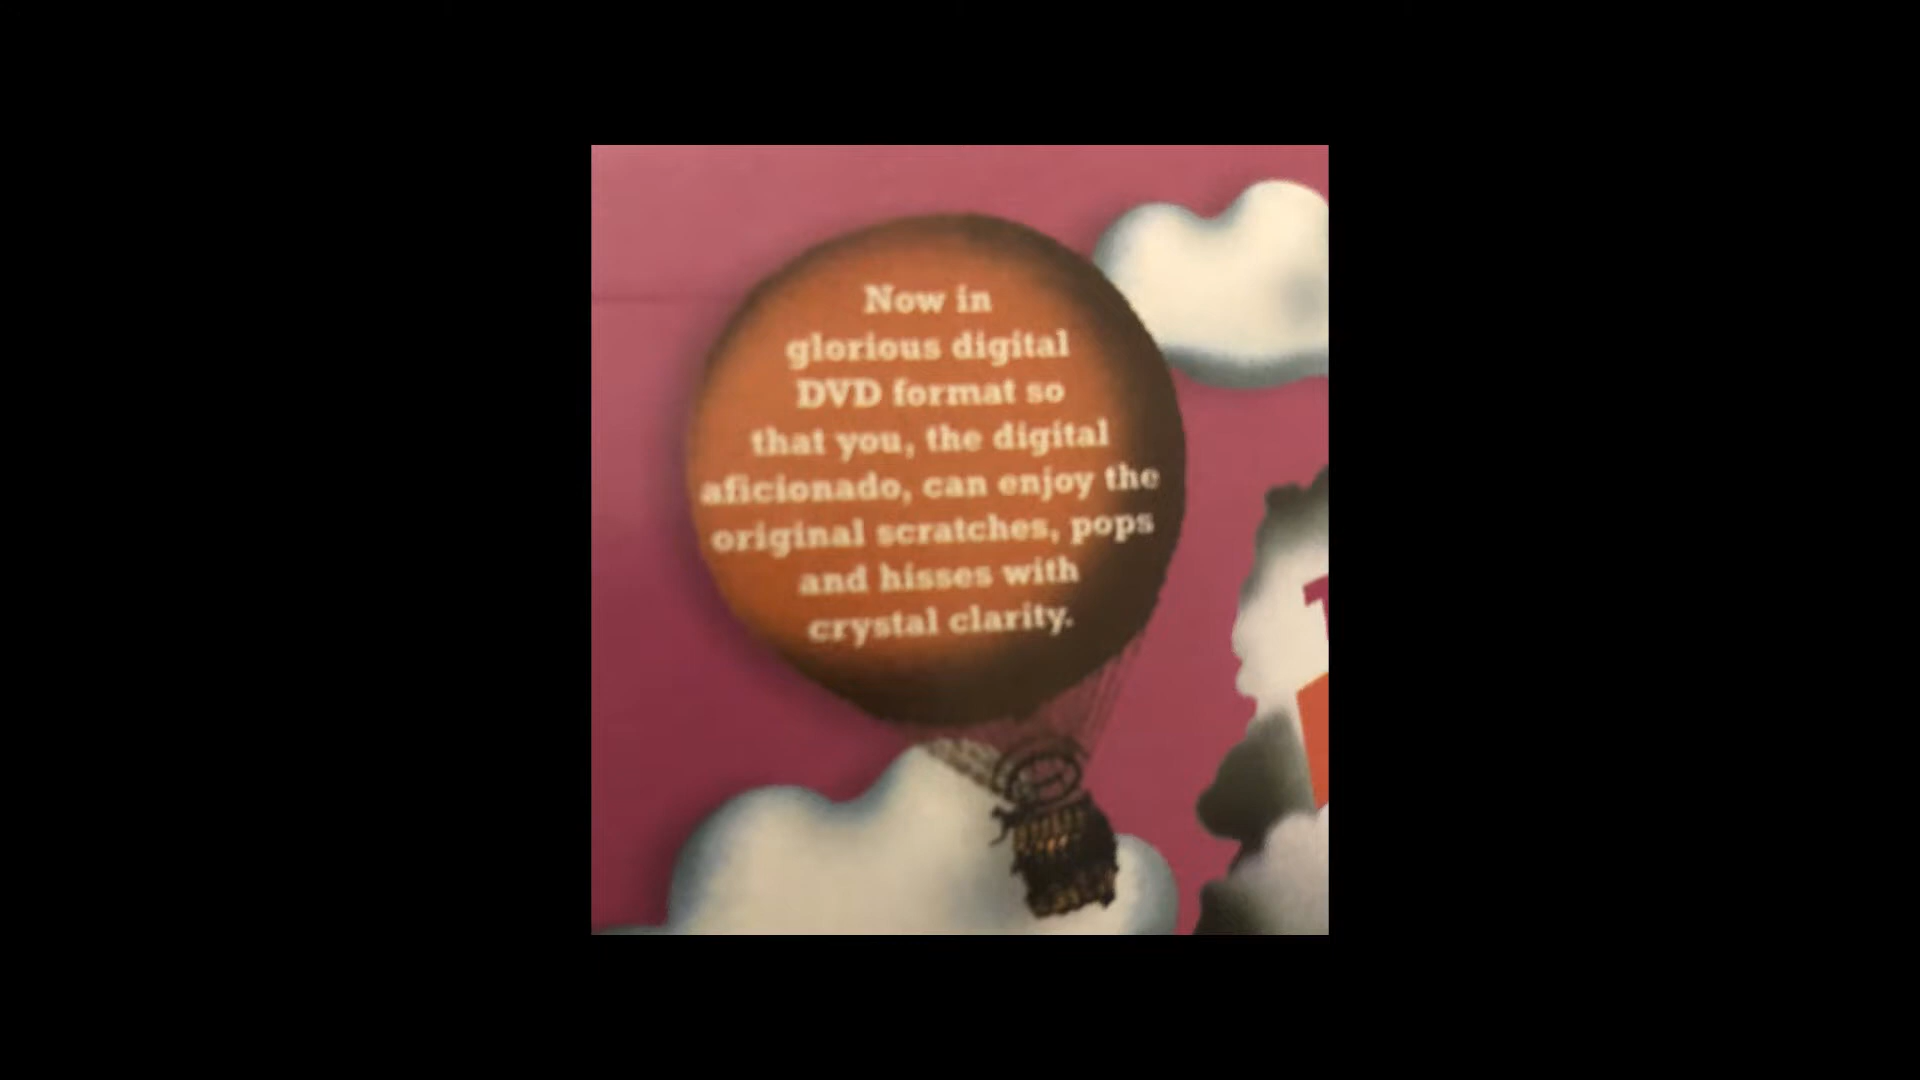 Now in
glorious digital
DVD format so
that you, the digital
aficionado, can enjoy the
original scratches, pops
and hisses with
crystal clarity.